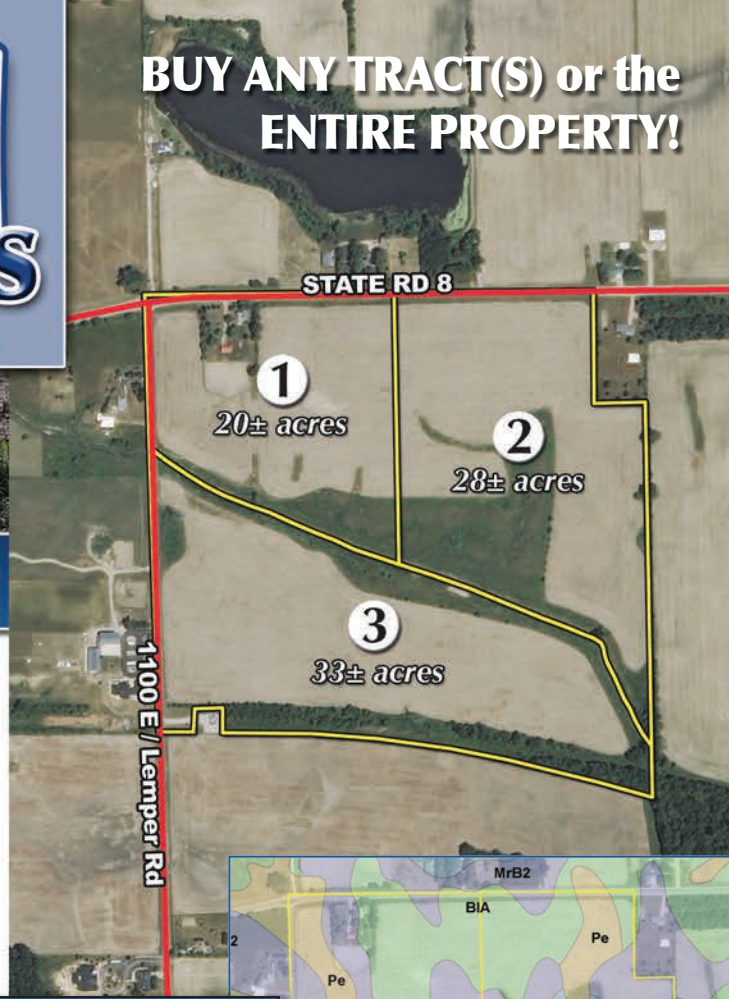 BUY ANY TRACT(S) or the
ENTIRE PROPERTY!
S
STATE RD 8
1
20± acres
2
28± acres
3
33± acres
1100 E / Lemper Rd
MrB2
BIA
2
Pe
Pe